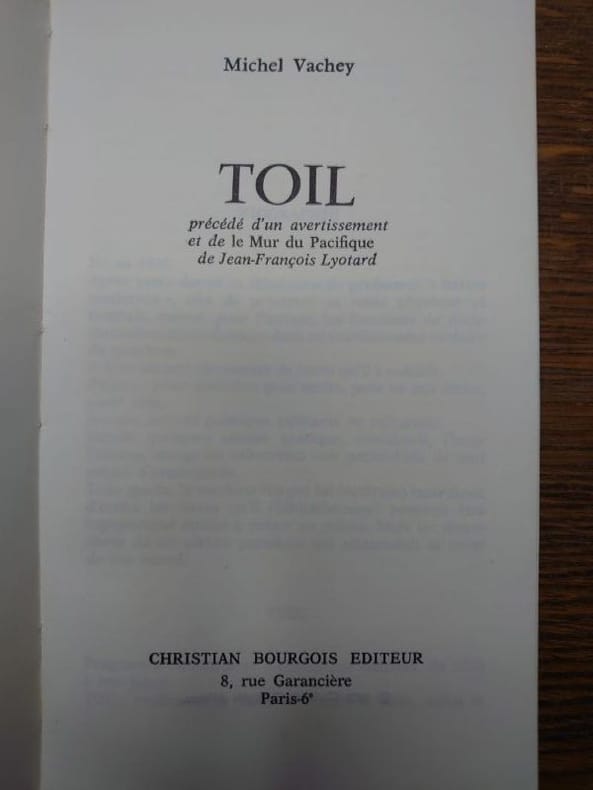 Michel Vachey
TOIL
précédé d'un avertissement
et de le Mur du Pacifique
de Jean-François Lyotard
CHRISTIAN BOURGOIS EDITEUR
8, rue Garancière
Paris-6e